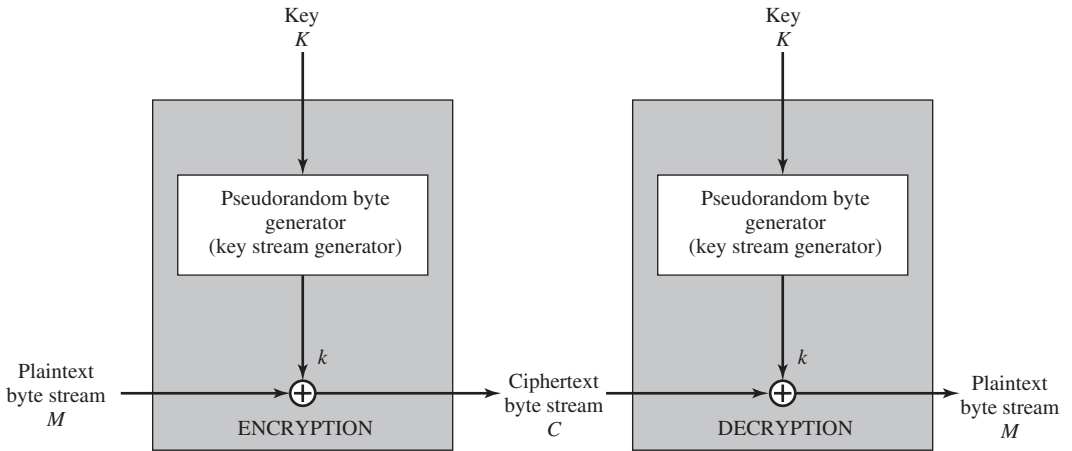 Key
K
Key
K
Pseudorandom byte
generator
(key stream generator)
Pseudorandom byte
generator
(key stream generator)
k
k
Plaintext
byte stream
M
ENCRYPTION
Ciphertext
byte stream
C
DECRYPTION
Plaintext
byte stream
M